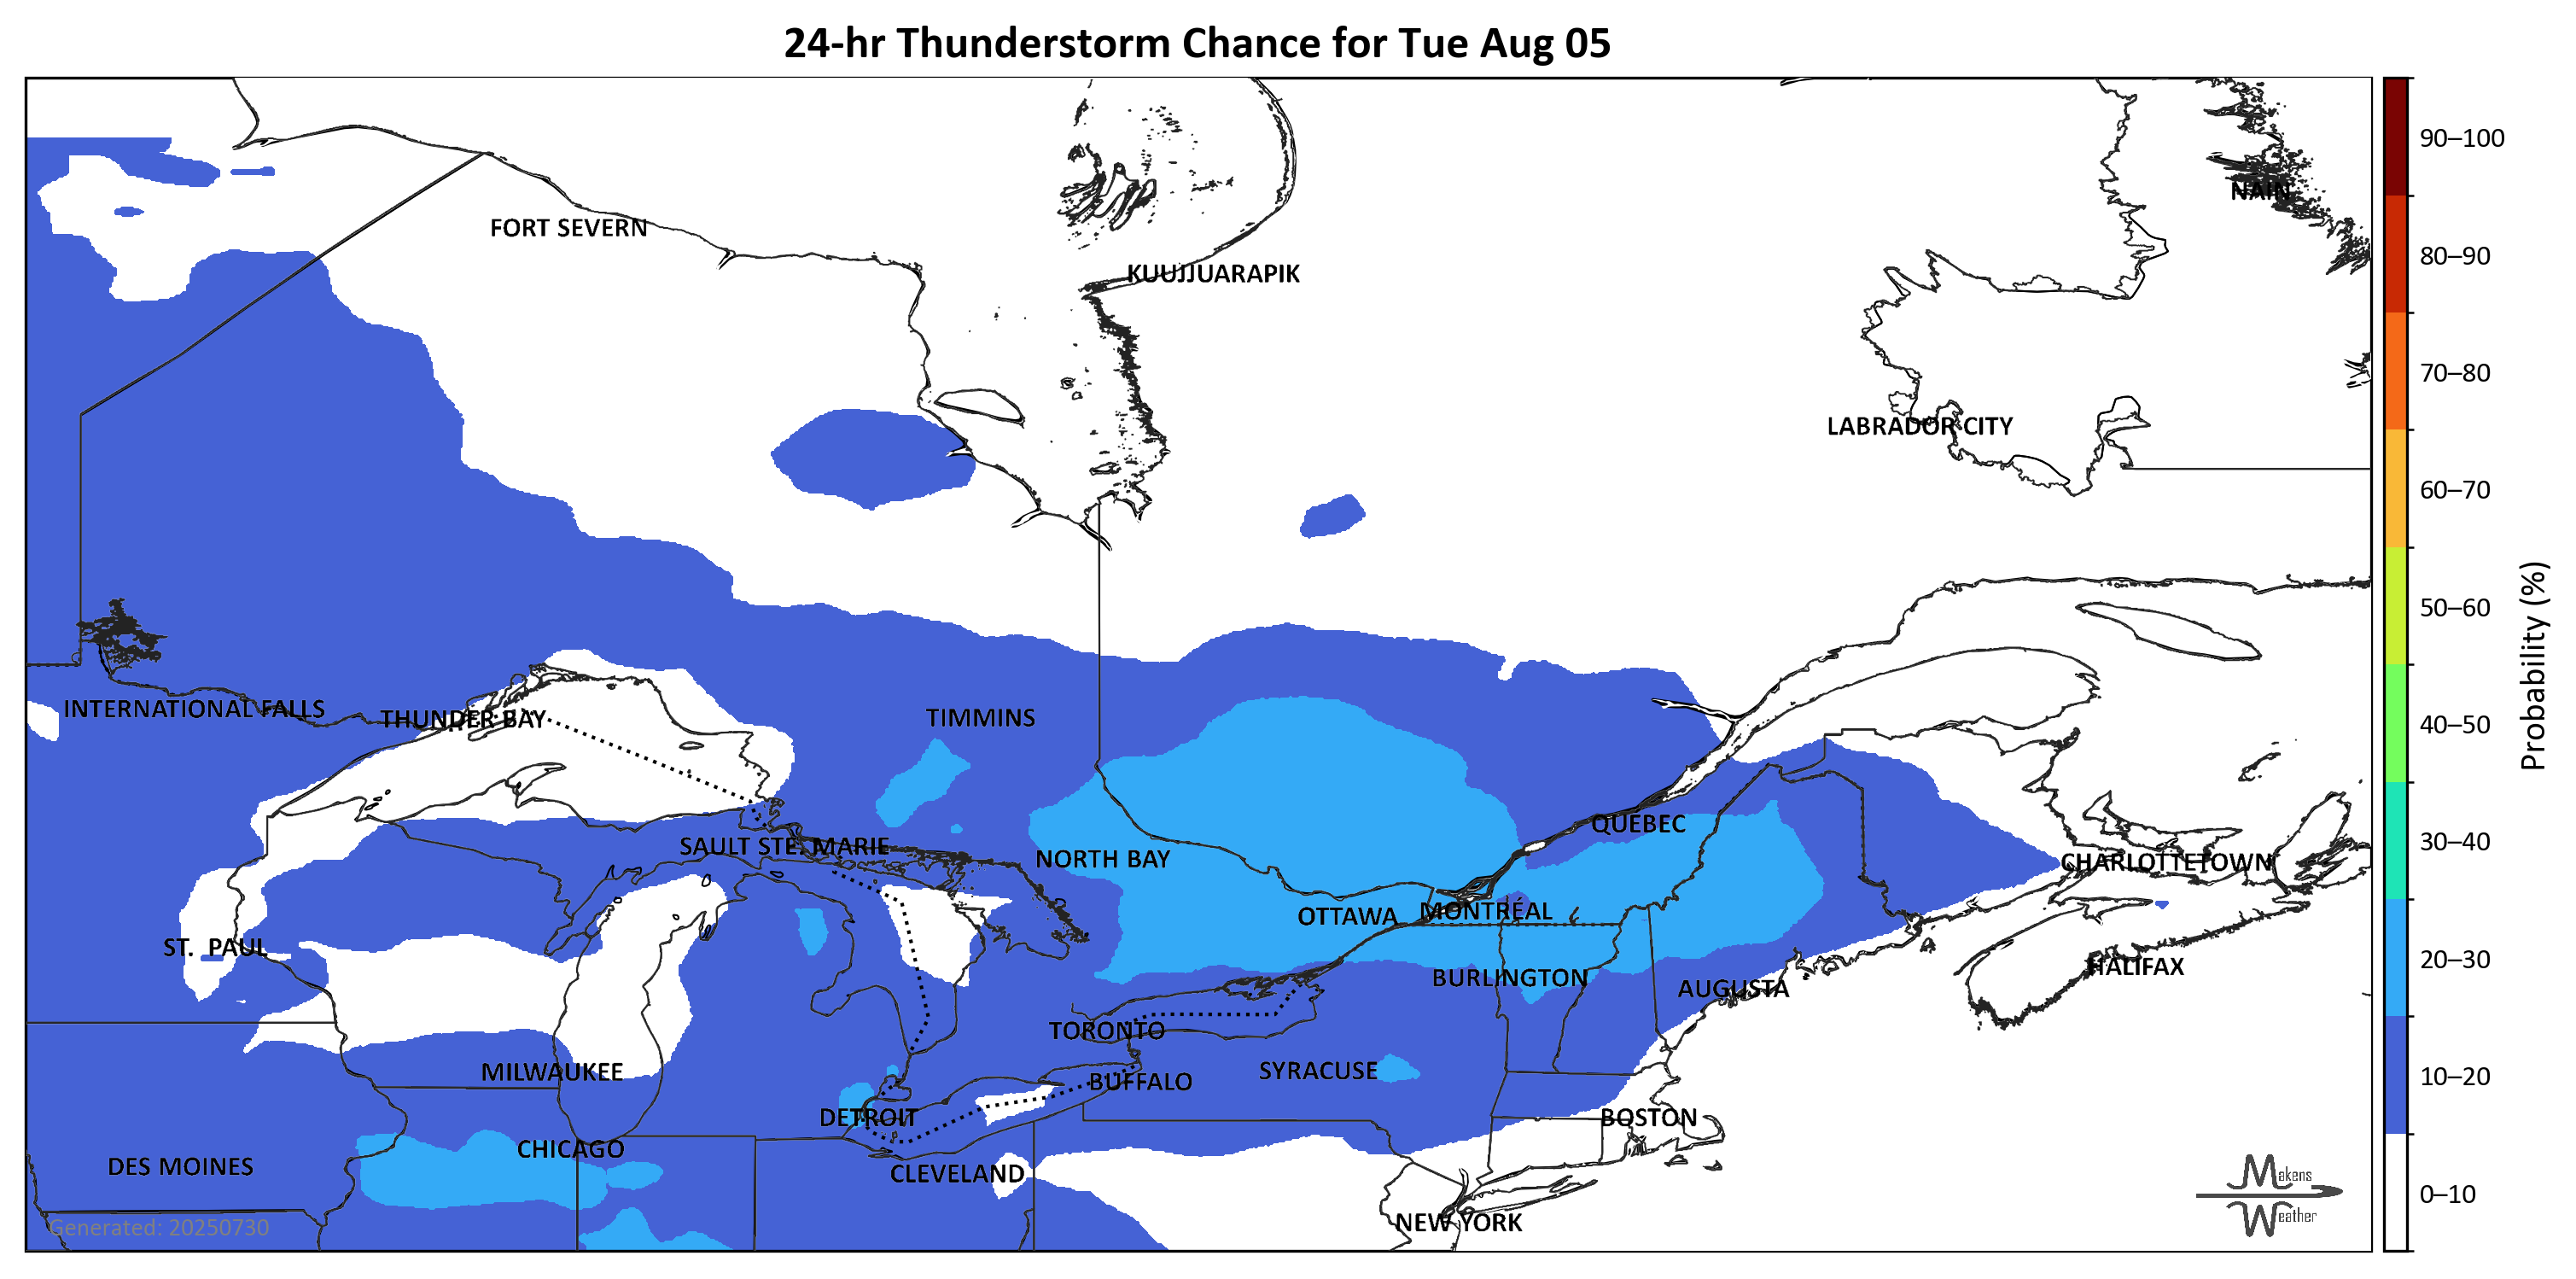 24-hr Thunderstorm Chance for Tue Aug 05
90–100
NAIN
FORT SEVERN
80–90
KUUJJUARAPIK
70–80
LABRADOR CITY
60–70
50–60
Probability (%)
INTERNATIONAL FALLS
THUNDER BAY
TIMMINS
40–50
QUEBEC
30–40
SAULT STE. MARIE
NORTH BAY
CHARLOTTETOWN
OTTAWA
MONTRÉAL
ST. PAUL
20–30
HALIFAX
BURLINGTON
AUGUSTA
TORONTO
MILWAUKEE
SYRACUSE
BUFFALO
10–20
DETROIT
BOSTON
CHICAGO
DES MOINES
CLEVELAND
Makens
Weather
0–10
NEW YORK
Generated: 20250730